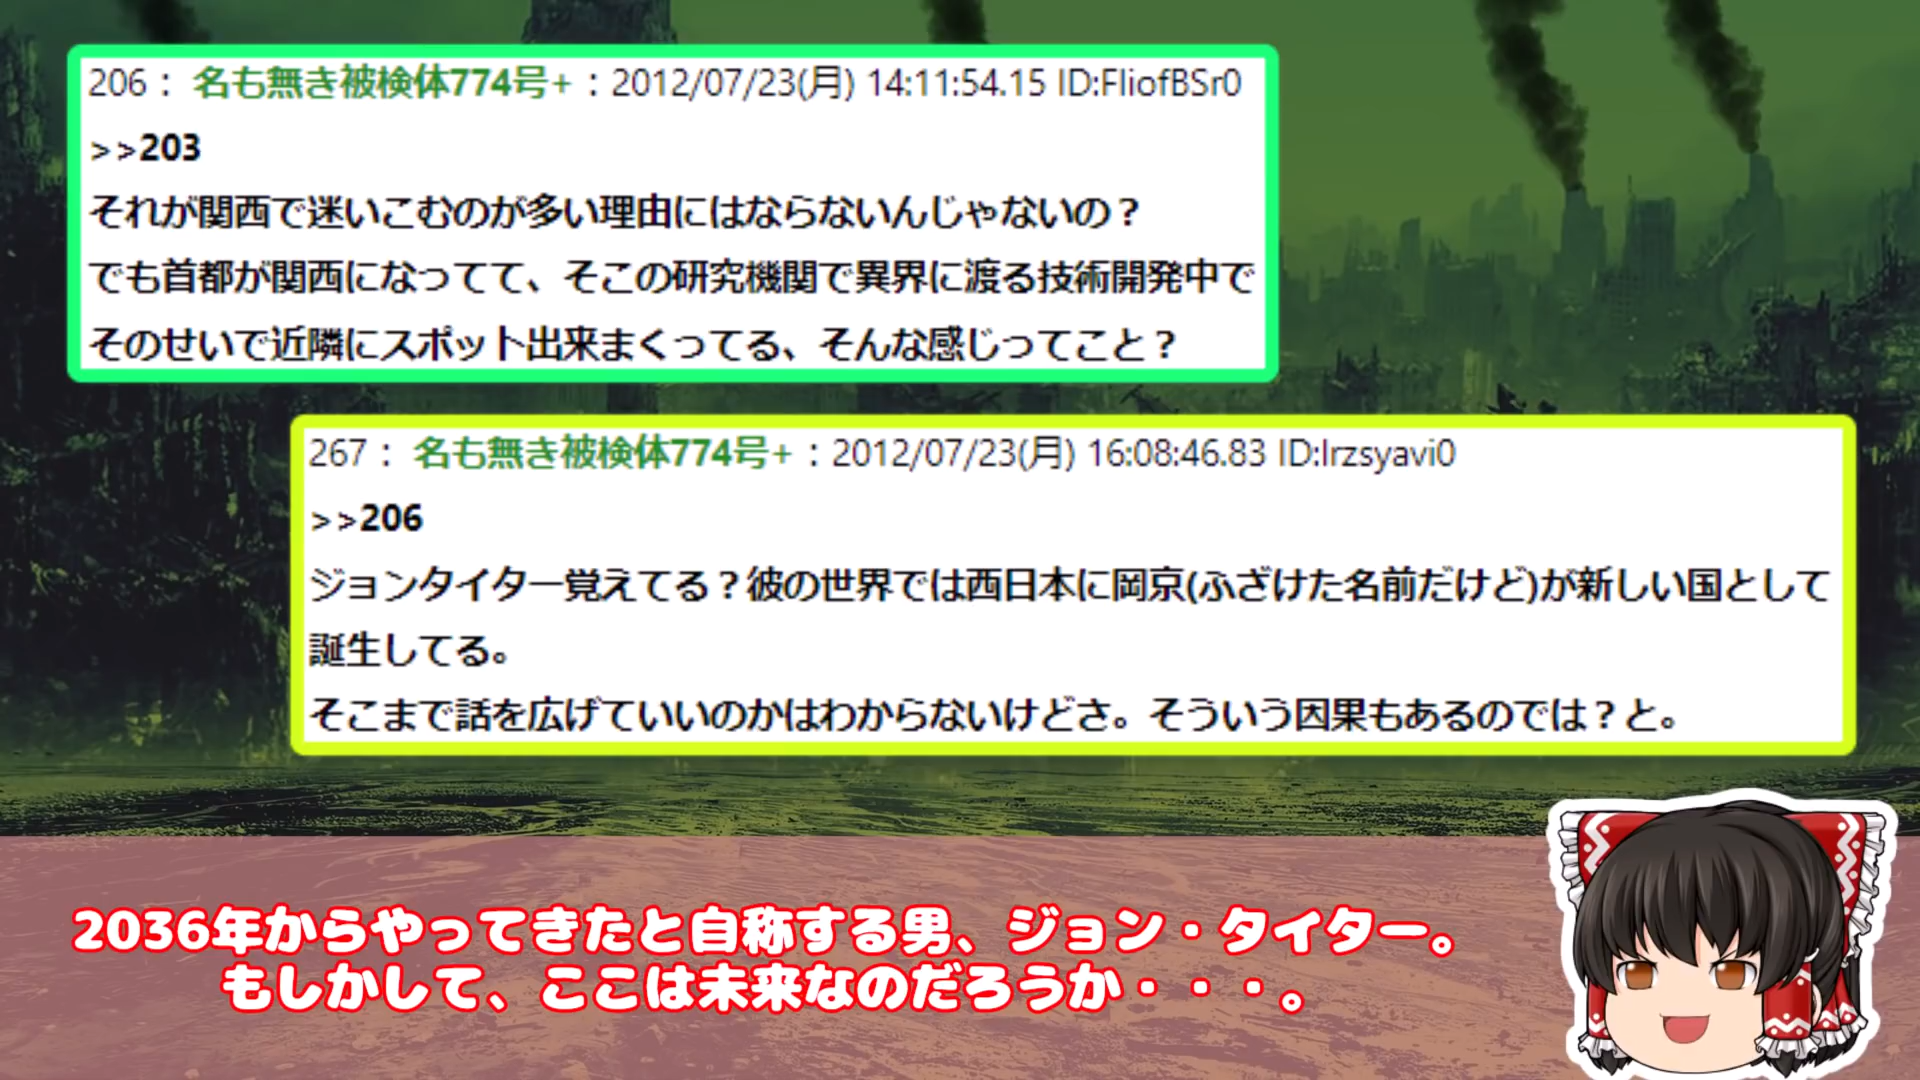 206： 名も無き被検体774号+：2012/07/23(月) 14:11:54.15 ID:FliofBSr0
>>203
それが関西で迷いこむのが多い理由にはならないんじゃないの？
でも首都が関西になってて、そこの研究機関で異界に渡る技術開発中で
そのせいで近隣にスポット出来まくってる、そんな感じってこと？
267： 名も無き被検体774号+：2012/07/23(月) 16:08:46.83 ID:lrzsyavi0
>>206
ジョンタイター覚えてる？彼の世界では西日本に岡京(ふざけた名前だけど)が新しい国として
誕生してる。
そこまで話を広げていいのかはわからないけどさ。そういう因果もあるのでは？と。
2036年からやってきたと自称する男、ジョン・タイター。
もしかして、ここは未来なのだろうか・・・。